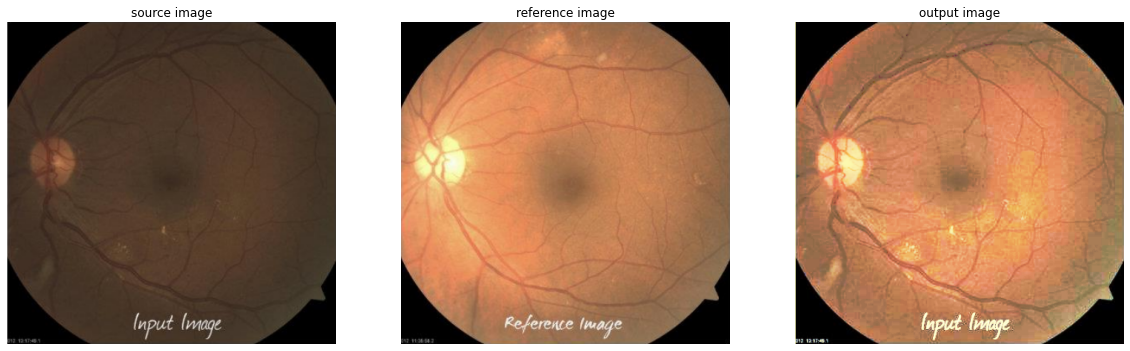 source image
reference image
output image
Input Image
Reference Image
Input Image